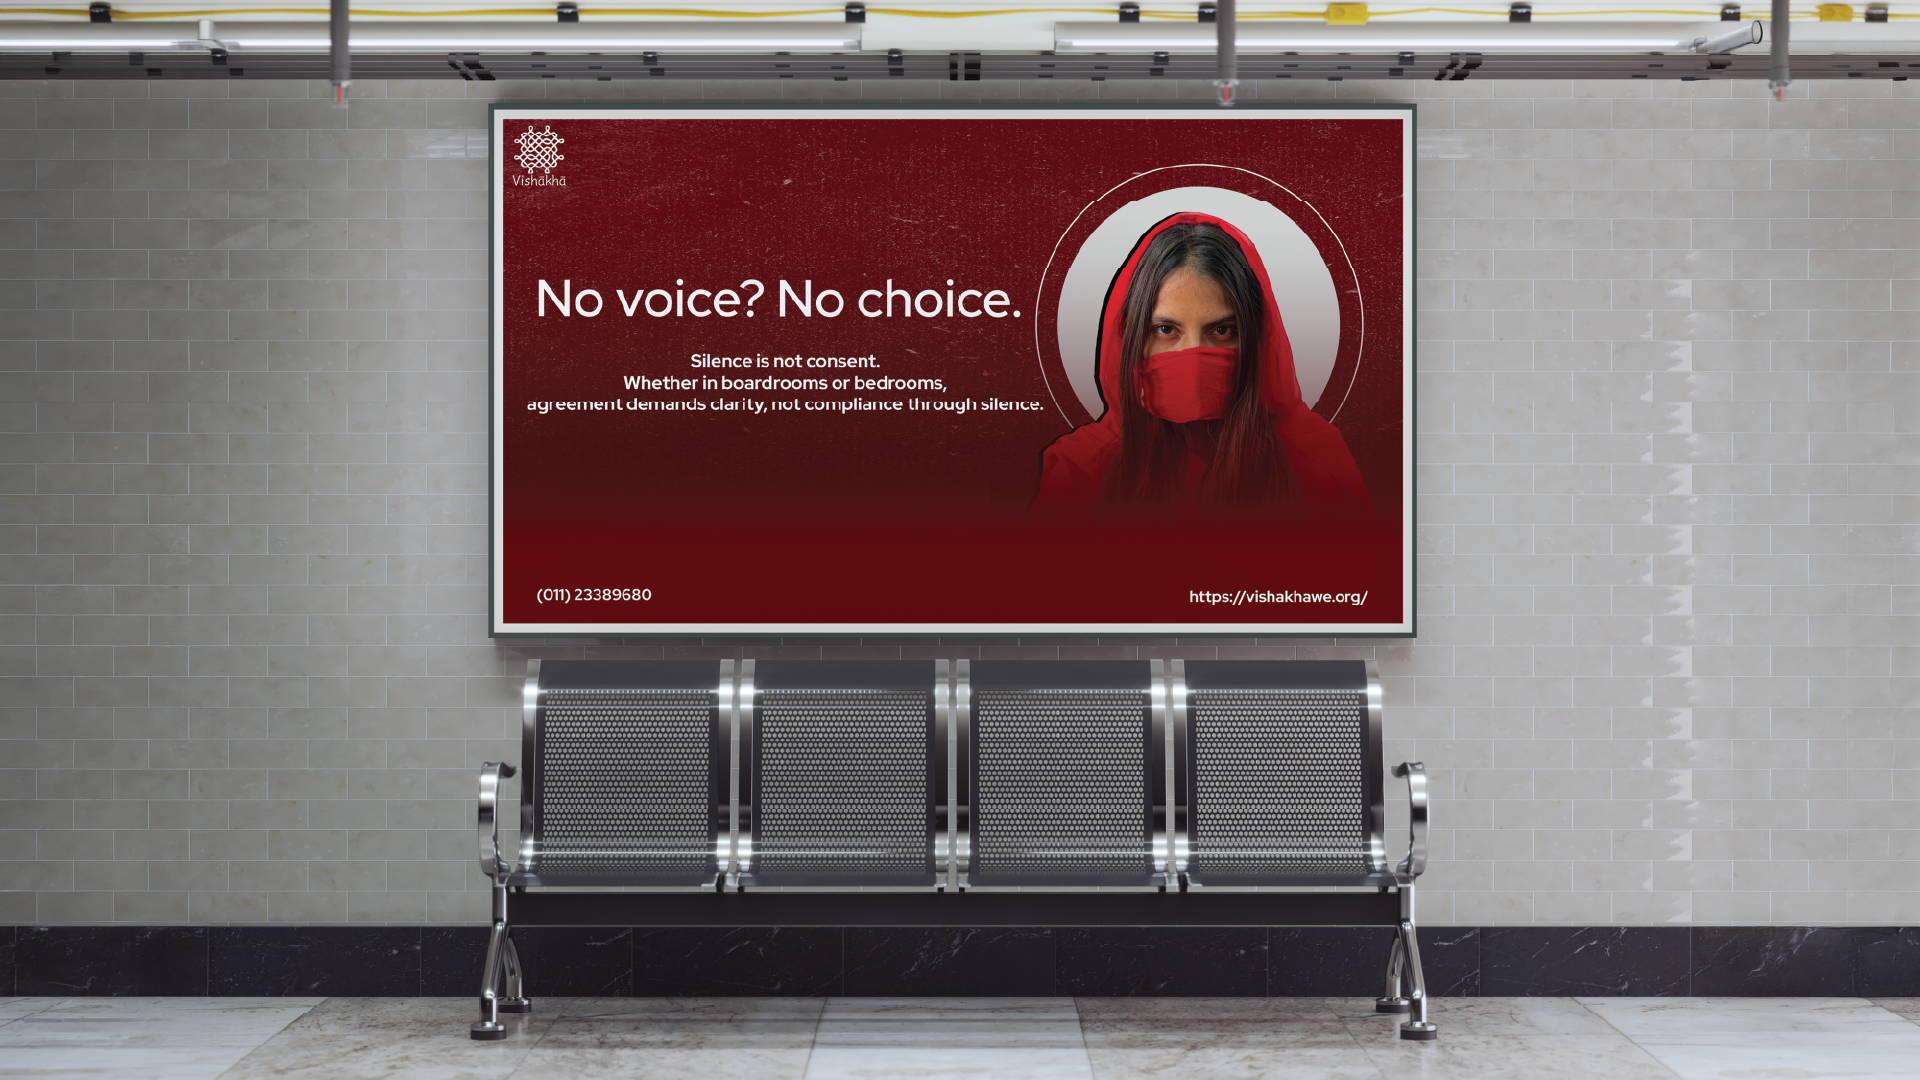 Vishākhā
No voice? No choice.
Silence is not consent.
Whether in boardrooms or bedrooms,
agreement demands clarity, not compliance through silence.
(011) 23389680
https://vishakhawe.org/